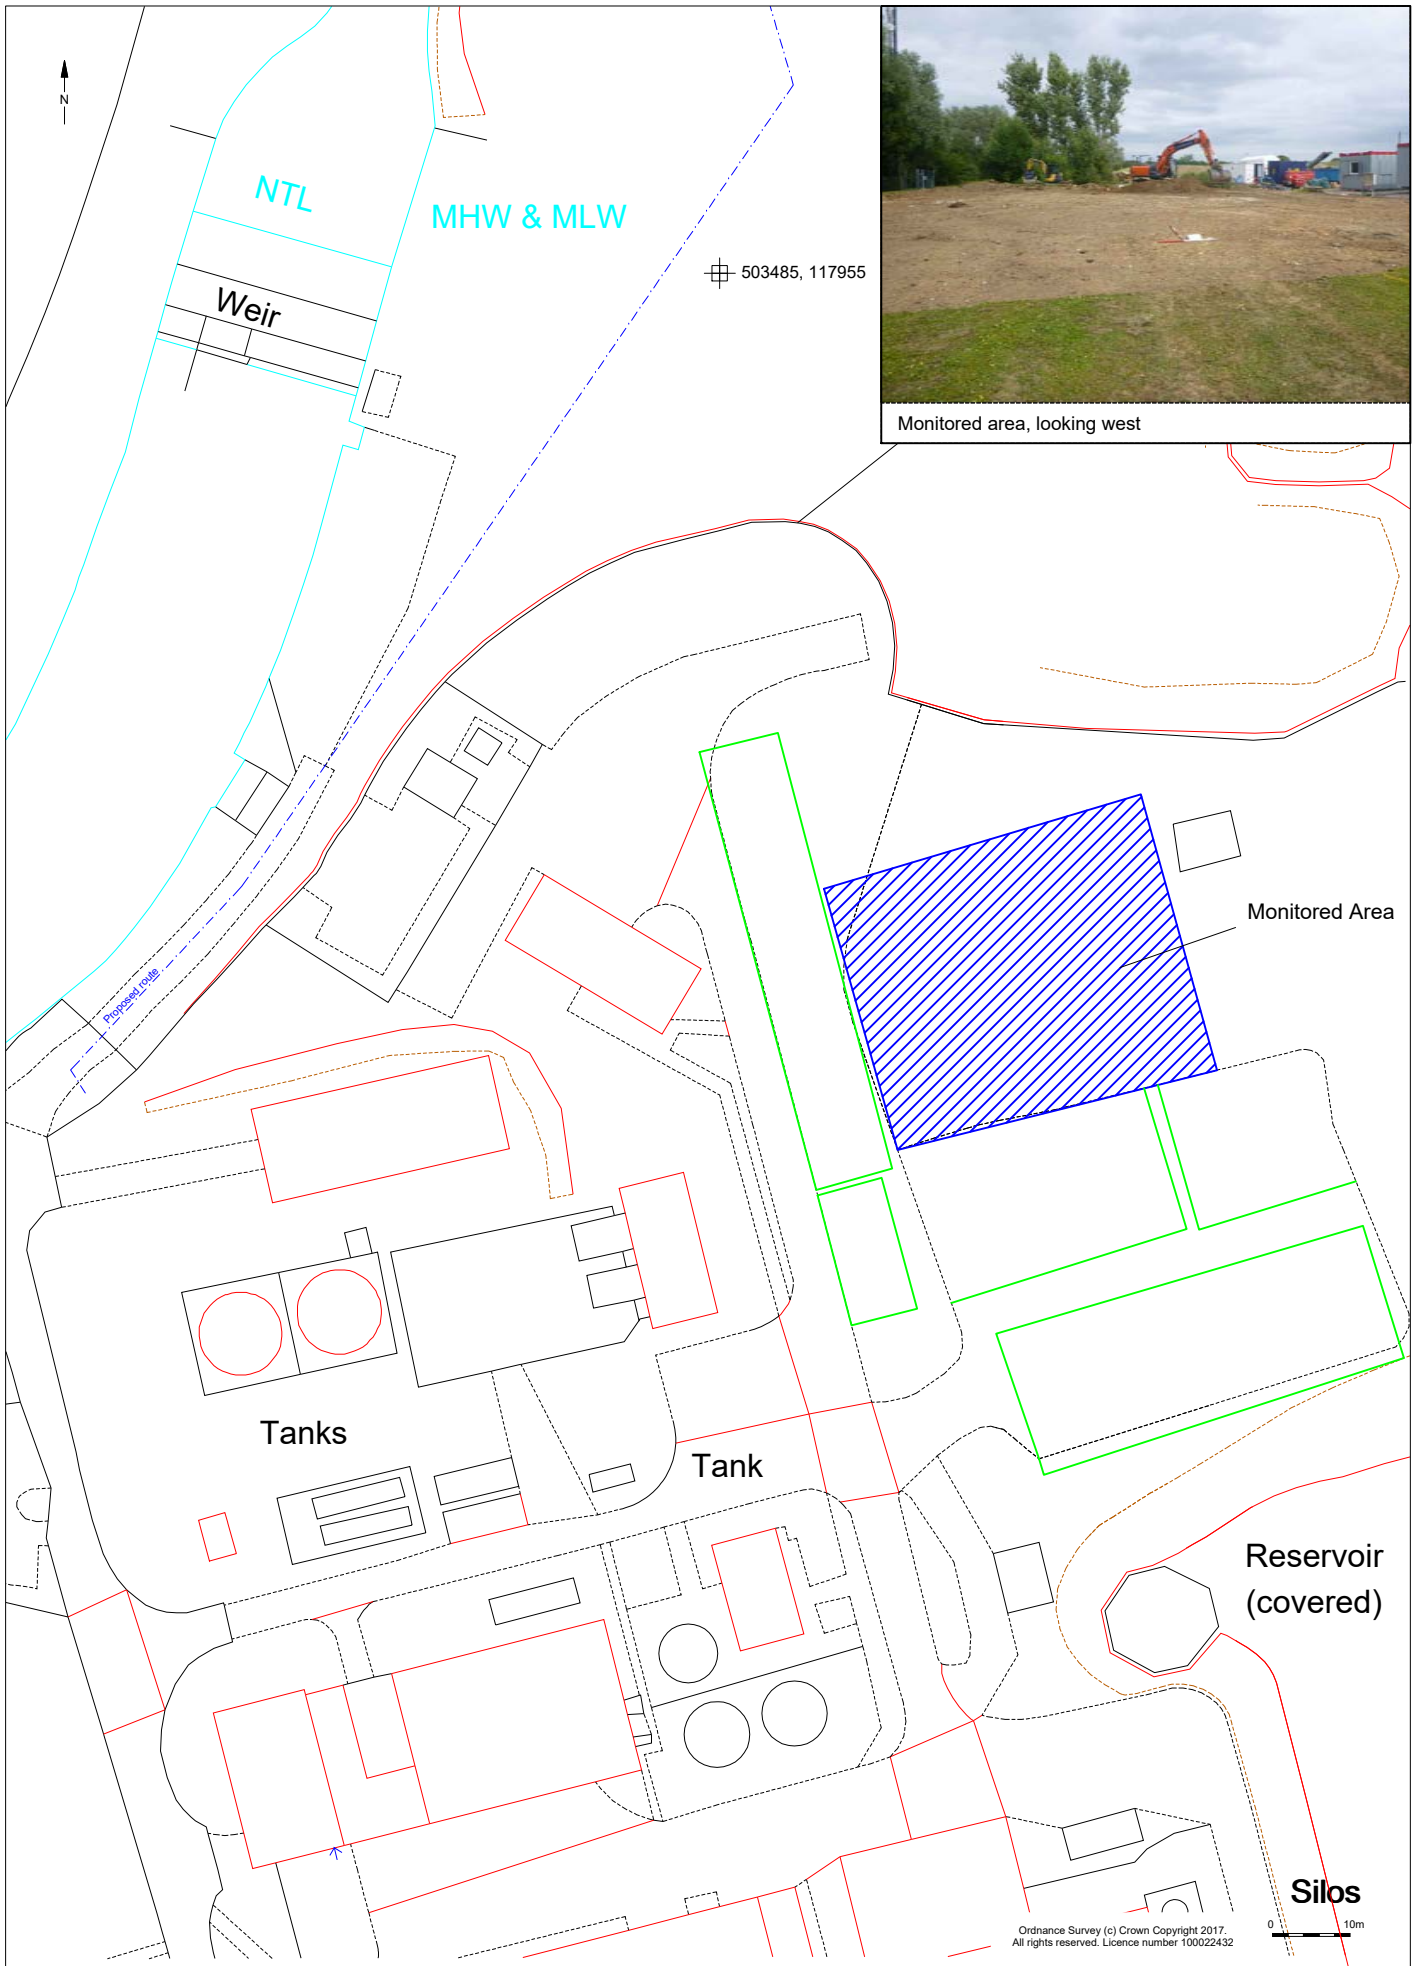 N
NTL
MHW & MLW
Weir
503485, 117955
Monitored area, looking west
Monitored Area
Proposed route
Tanks
Tank
Reservoir
(covered)
Silos
0 10m
Ordnance Survey (c) Crown Copyright 2017.
All rights reserved. Licence number 100022432